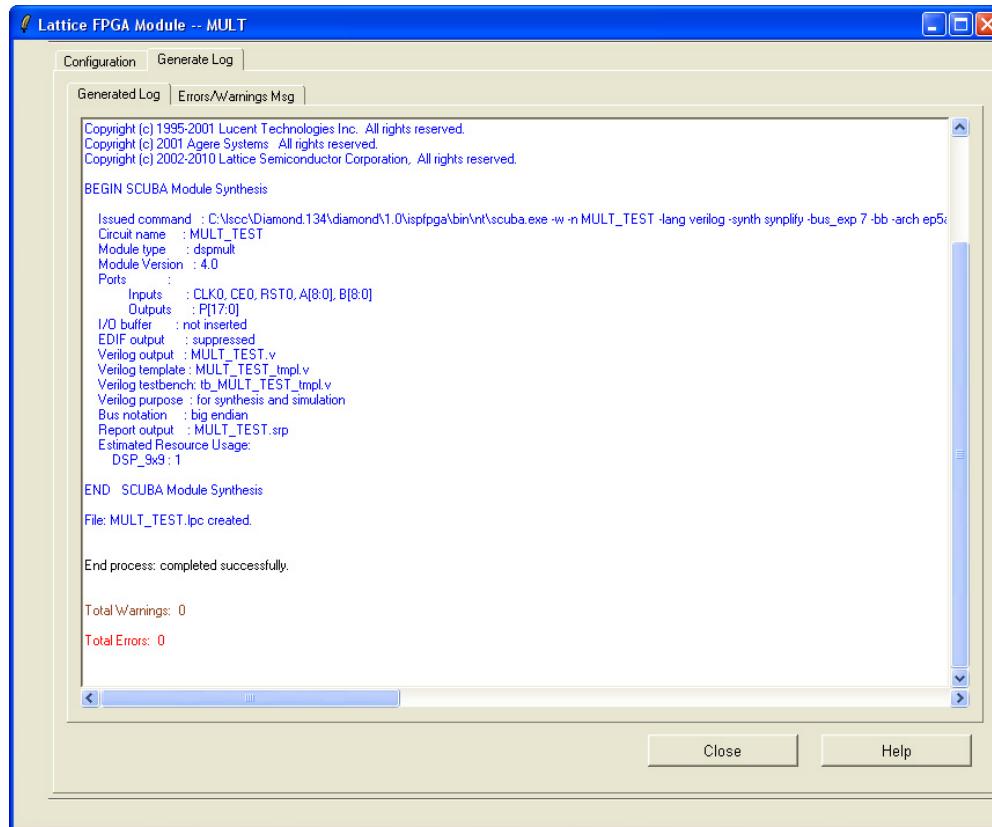 Lattice FPGA Module -- MULT
Configuration
Generate Log
Generated Log
Errors/Warnings Msg
Copyright (c) 1995-2001 Lucent Technologies Inc. All rights reserved.
Copyright (c) 2001 Agere Systems All rights reserved.
Copyright (c) 2002-2010 Lattice Semiconductor Corporation, All rights reserved.
BEGIN SCUBA Module Synthesis
Issued command : C:\lscc\Diamond.134\diamond\1.0\ispfpga\bin\nt\scuba.exe -w -n MULT_TEST -lang verilog -synth synplify -bus_exp 7 -bb -arch ep5a
Circuit name : MULT_TEST
Module type : dspmult
Module Version : 4.0
Ports :
Inputs : CLK0, CE0, RST0, A[8:0], B[8:0]
Outputs : P[17:0]
I/O buffer : not inserted
EDIF output : suppressed
Verilog output : MULT_TEST.v
Verilog template : MULT_TEST_tmpl.v
Verilog testbench: tb_MULT_TEST_tmpl.v
Verilog purpose : for synthesis and simulation
Bus notation : big endian
Report output : MULT_TEST.srp
Estimated Resource Usage:
DSP_9x9 : 1
END SCUBA Module Synthesis
File: MULT_TEST.lpc created.
End process: completed successfully.
Total Warnings: 0
Total Errors: 0
Close
Help